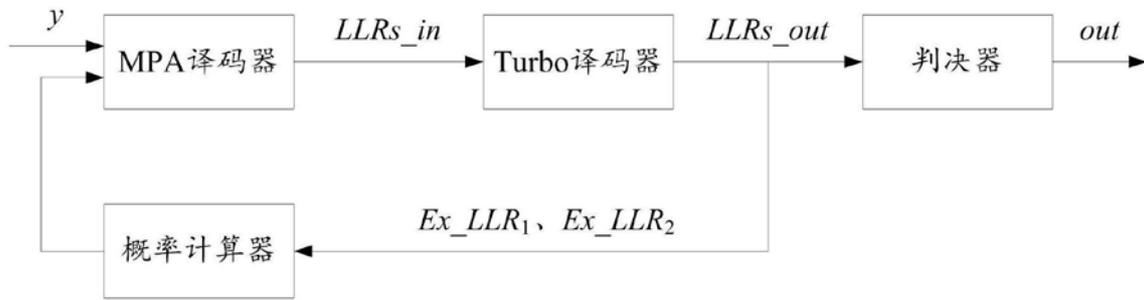 y
LLRs_in
LLRs_out
out
MPA译码器
Turbo译码器
判决器
Ex_LLR₁、Ex_LLR₂
概率计算器